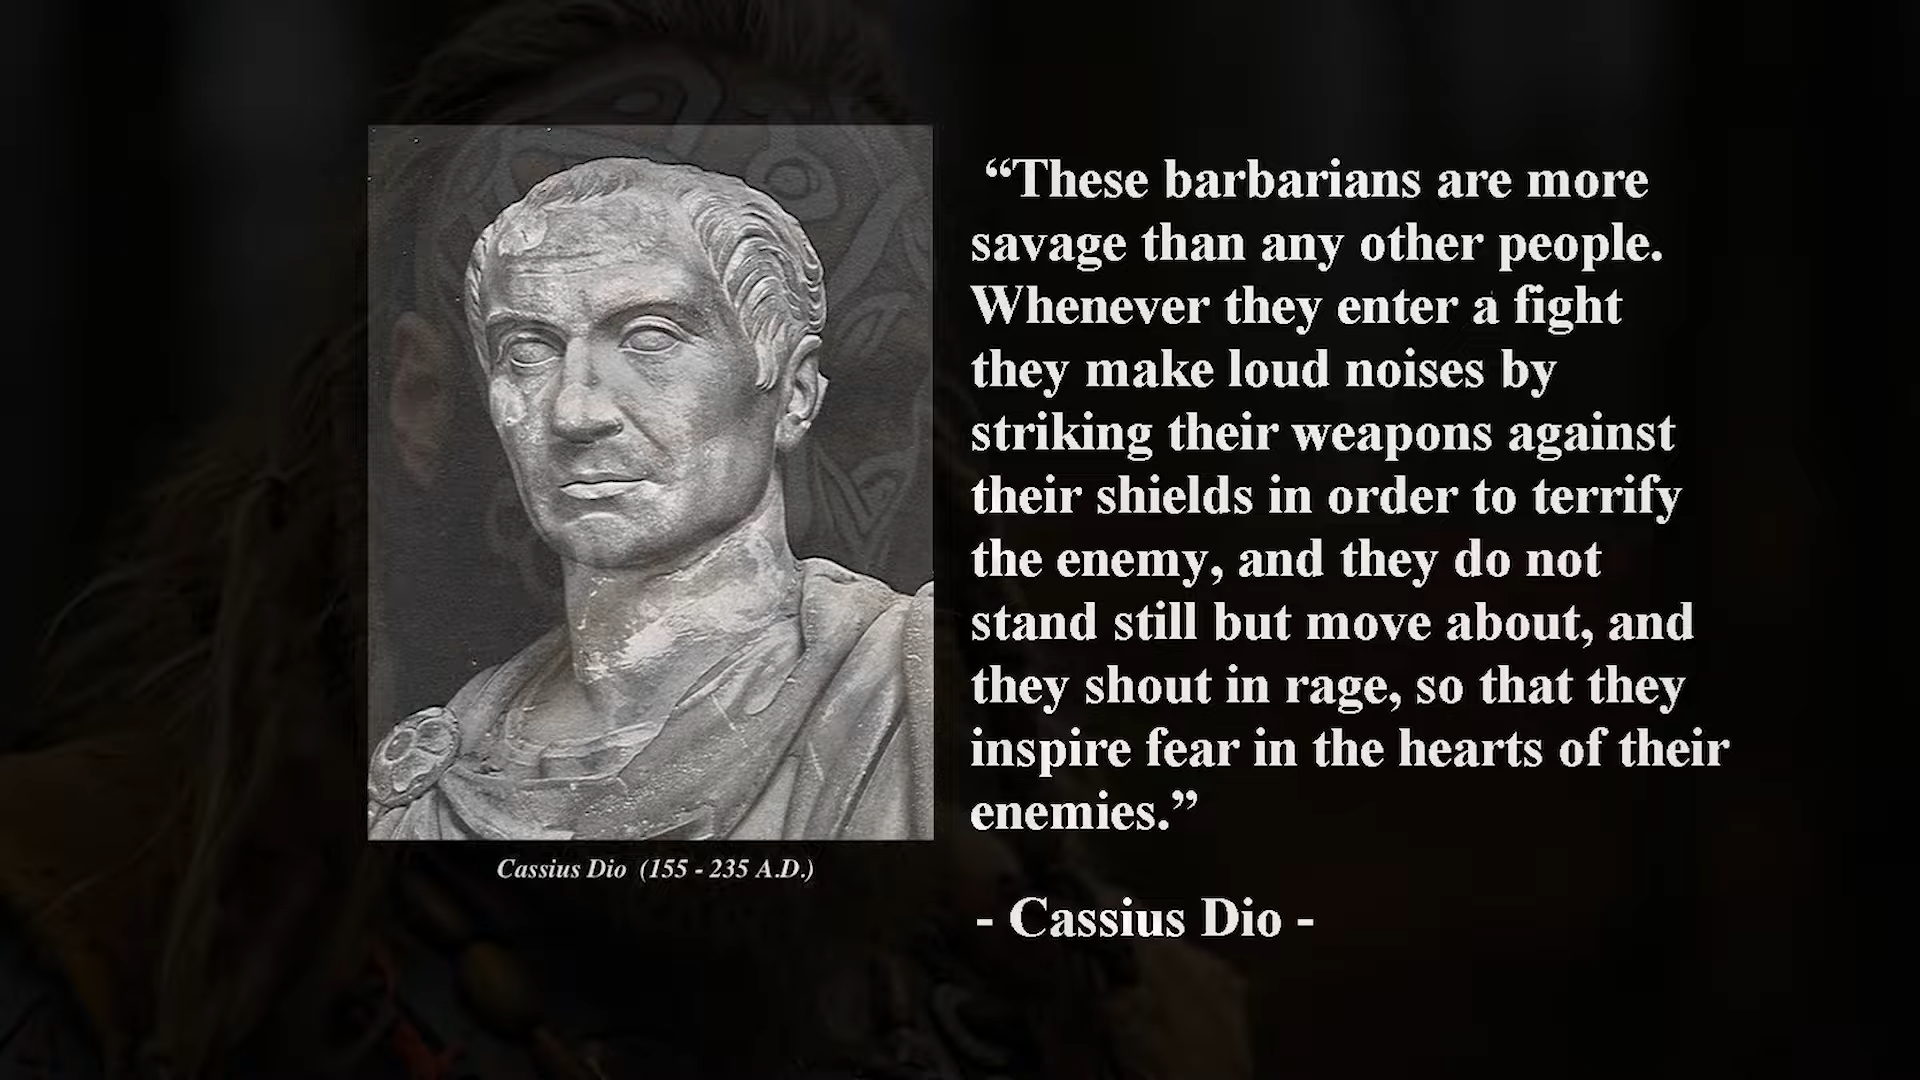 “These barbarians are more
savage than any other people.
Whenever they enter a fight
they make loud noises by
striking their weapons against
their shields in order to terrify
the enemy, and they do not
stand still but move about, and
they shout in rage, so that they
inspire fear in the hearts of their
enemies.”
Cassius Dio (155 - 235 A.D.)
- Cassius Dio -